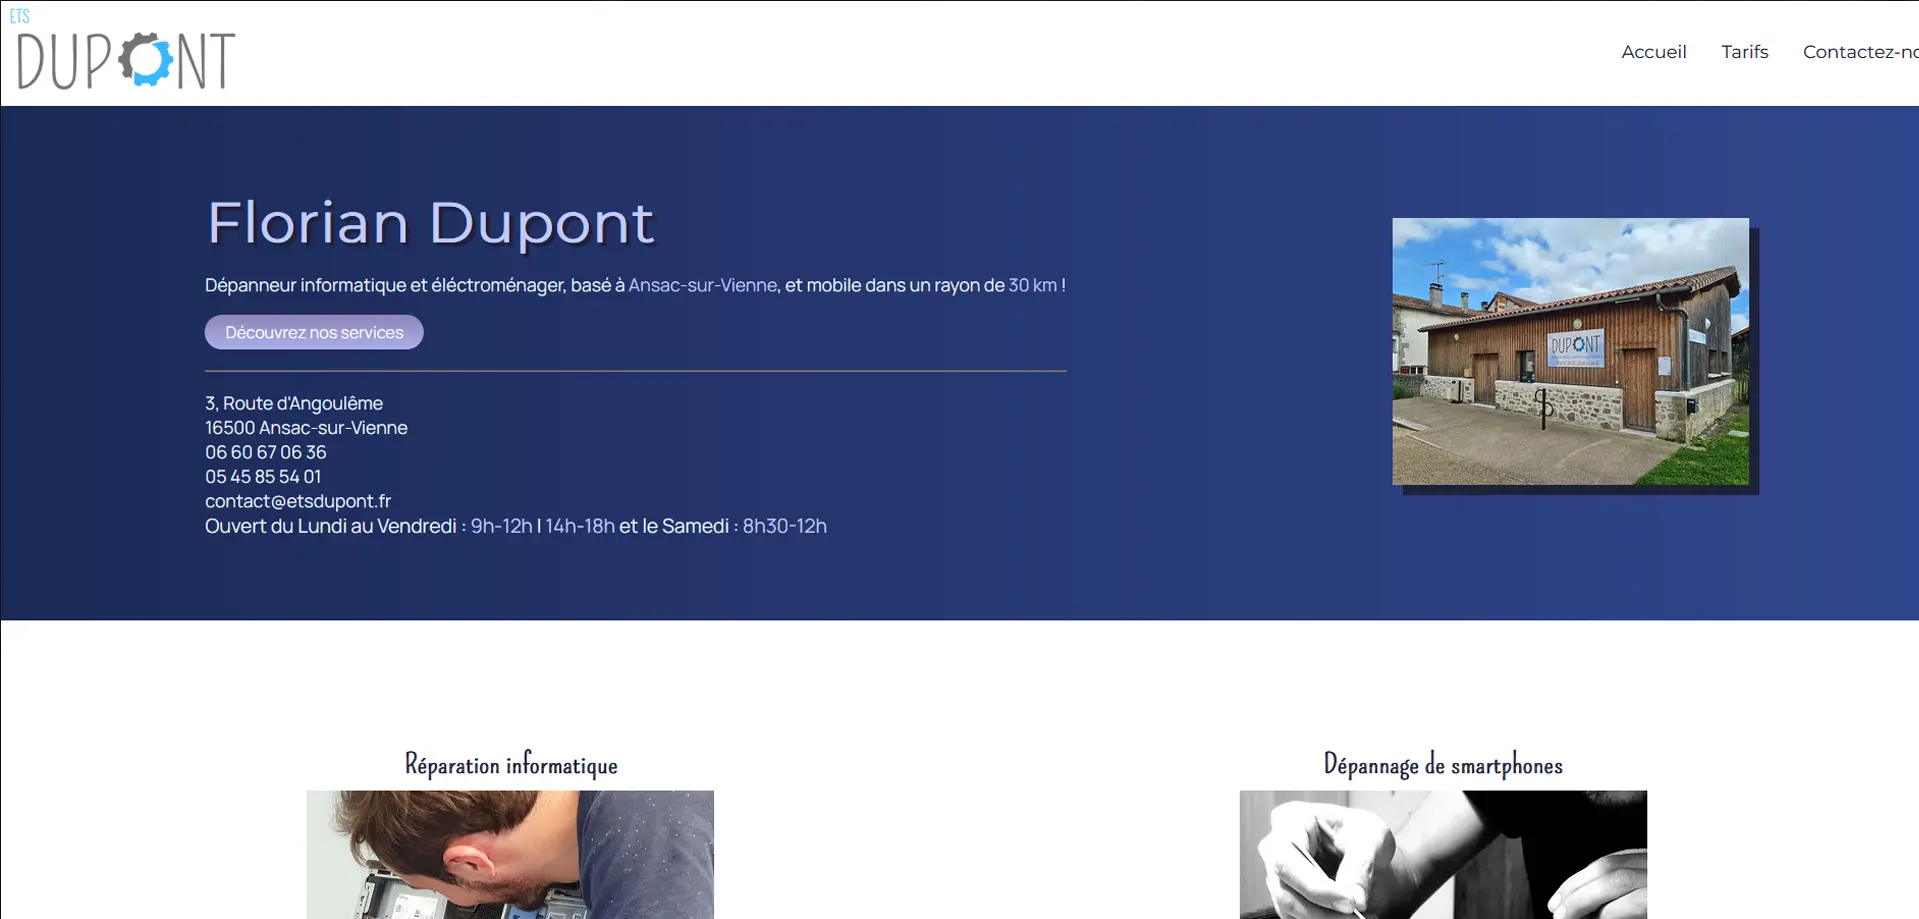 ETS
DUPONT
Accueil Tarifs Contactez-no
Florian Dupont
Dépanneur informatique et éléctroménager, basé à Ansac-sur-Vienne, et mobile dans un rayon de 30 km !
Découvrez nos services
3, Route d'Angoulême
16500 Ansac-sur-Vienne
06 60 67 06 36
05 45 85 54 01
contact@etsdupont.fr
Ouvert du Lundi au Vendredi : 9h-12h | 14h-18h et le Samedi : 8h30-12h
DUPONT
Réparation informatique
Dépannage de smartphones